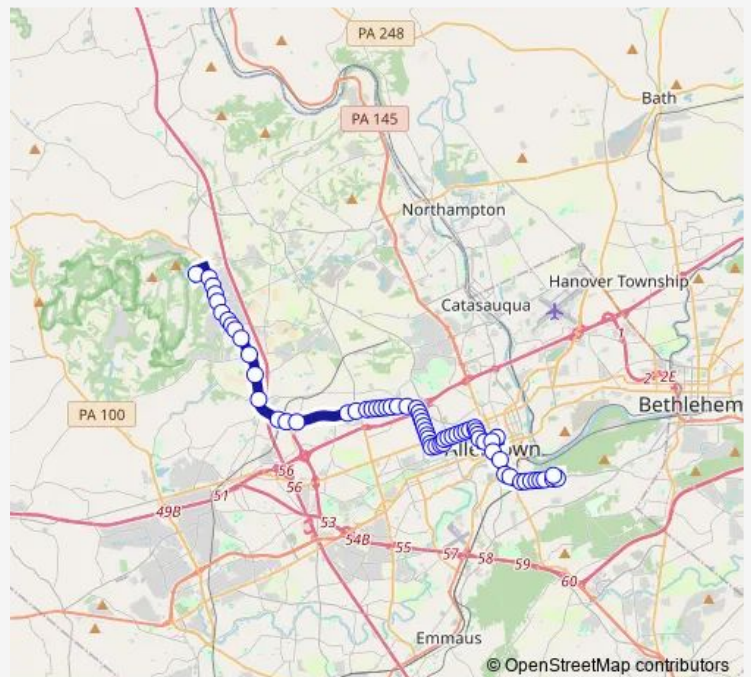 PA 248
Bath
PA 145
Northampton
Hanover Township
Catasauqua
1
2
2E
PA 100
Bethlehem
Allentown
56
51
56
49B
53
54B
55
57
58
59
60
Emmaus
© OpenStreetMap contributors